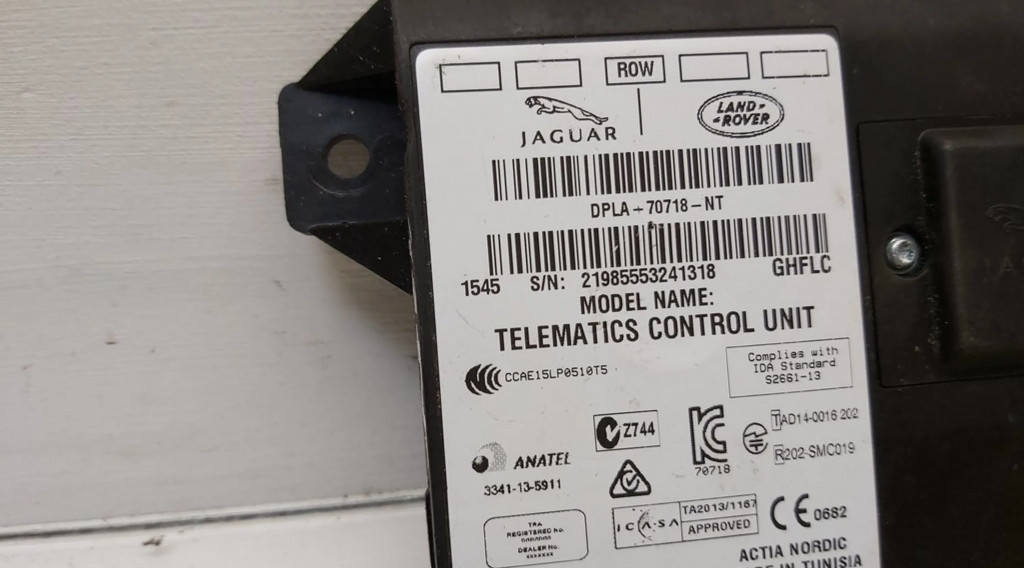 ROW
JAGUAR
LAND-
-ROVER
DPLA-70718-NT
1545 S/N: 21985553241318 GHFLC
MODEL NAME:
TELEMATICS CONTROL UNIT
CCAE15LP0510T5
Complies with
IDA Standard
S2661-13
Z744
70718
TAD14-0016 202
R202-SMC019
ANATEL
3341-13-5911
TRA
REGISTERED No.
DEALER No.
ICASA
TA2013/1167
APPROVED
CE 0682
ACTIA NORDIC
IN TUNISIA